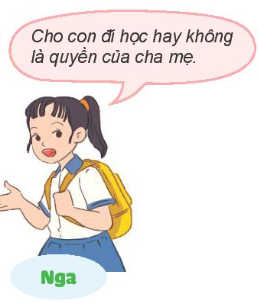 Cho con đi học hay không
là quyền của cha mẹ.
Nga